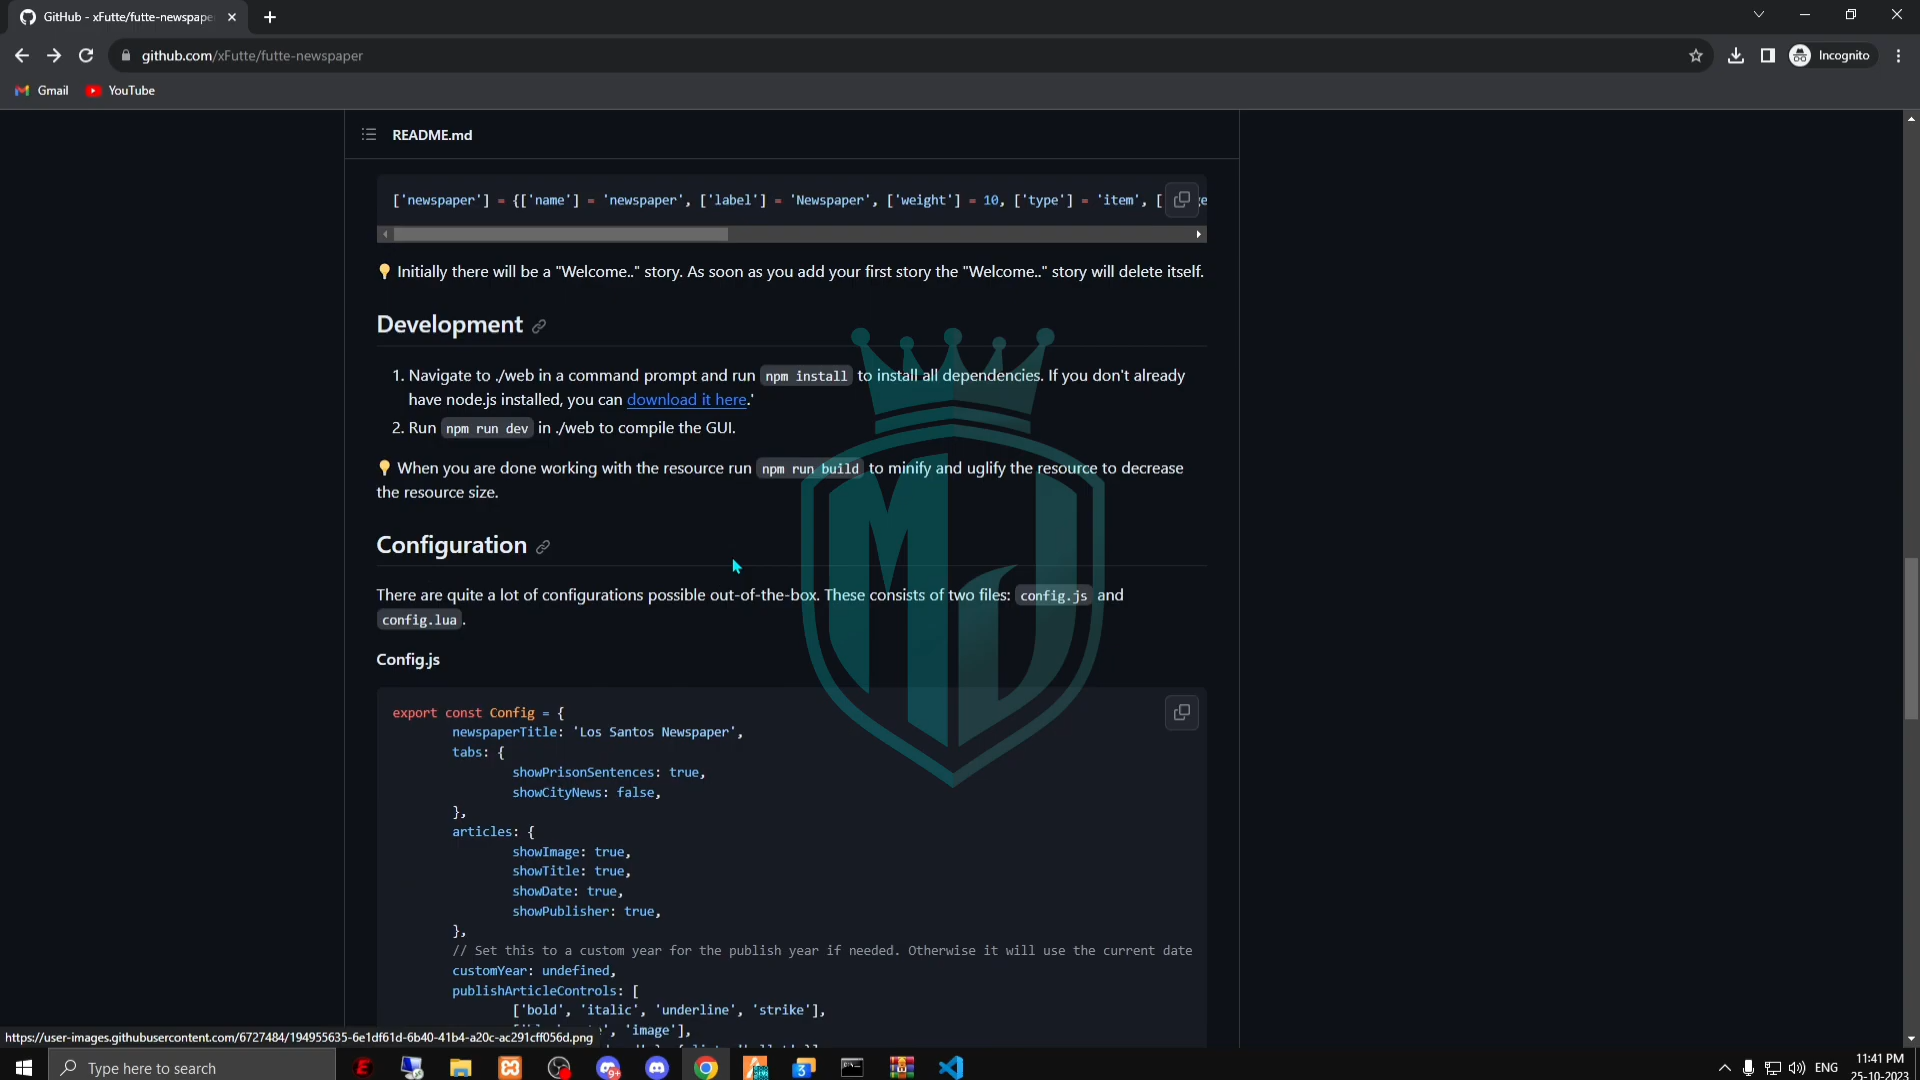 GitHub - xFutte/futte-newspape
github.com/xFutte/futte-newspaper
Incognito
Gmail
YouTube
README.md
['newspaper'] = {['name'] = 'newspaper', ['label'] = 'Newspaper', ['weight'] = 10, ['type'] = 'item', [
💡 Initially there will be a "Welcome.." story. As soon as you add your first story the "Welcome.." story will delete itself.
Development
1. Navigate to ./web in a command prompt and run npm install to install all dependencies. If you don't already
have node.js installed, you can download it here.'
2. Run npm run dev in ./web to compile the GUI.
💡 When you are done working with the resource run npm run build to minify and uglify the resource to decrease
the resource size.
Configuration
There are quite a lot of configurations possible out-of-the-box. These consists of two files: config.js and
config.lua.
Config.js
export const Config = {
newspaperTitle: 'Los Santos Newspaper',
tabs: {
showPrisonSentences: true,
showCityNews: false,
},
articles: {
showImage: true,
showTitle: true,
showDate: true,
showPublisher: true,
},
// Set this to a custom year for the publish year if needed. Otherwise it will use the current date
customYear: undefined,
publishArticleControls: [
['bold', 'italic', 'underline', 'strike'],
'image'],
https://user-images.githubusercontent.com/6727484/194955635-6e1df61d-6b40-41b4-a20c-ac291cff056d.png
Type here to search
9+
3
ENG
11:41 PM
25-10-2023
MJ